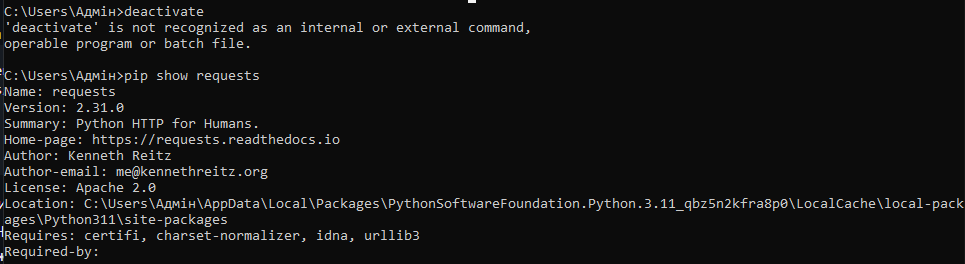 C:\Users\Адмін>deactivate
'deactivate' is not recognized as an internal or external command,
operable program or batch file.
C:\Users\Адмін>pip show requests
Name: requests
Version: 2.31.0
Summary: Python HTTP for Humans.
Home-page: https://requests.readthedocs.io
Author: Kenneth Reitz
Author-email: me@kennethreitz.org
License: Apache 2.0
Location: C:\Users\Адмін\AppData\Local\Packages\PythonSoftwareFoundation.Python.3.11_qbz5n2kfra8p0\LocalCache\local-pack
ages\Python311\site-packages
Requires: certifi, charset-normalizer, idna, urllib3
Required-by: